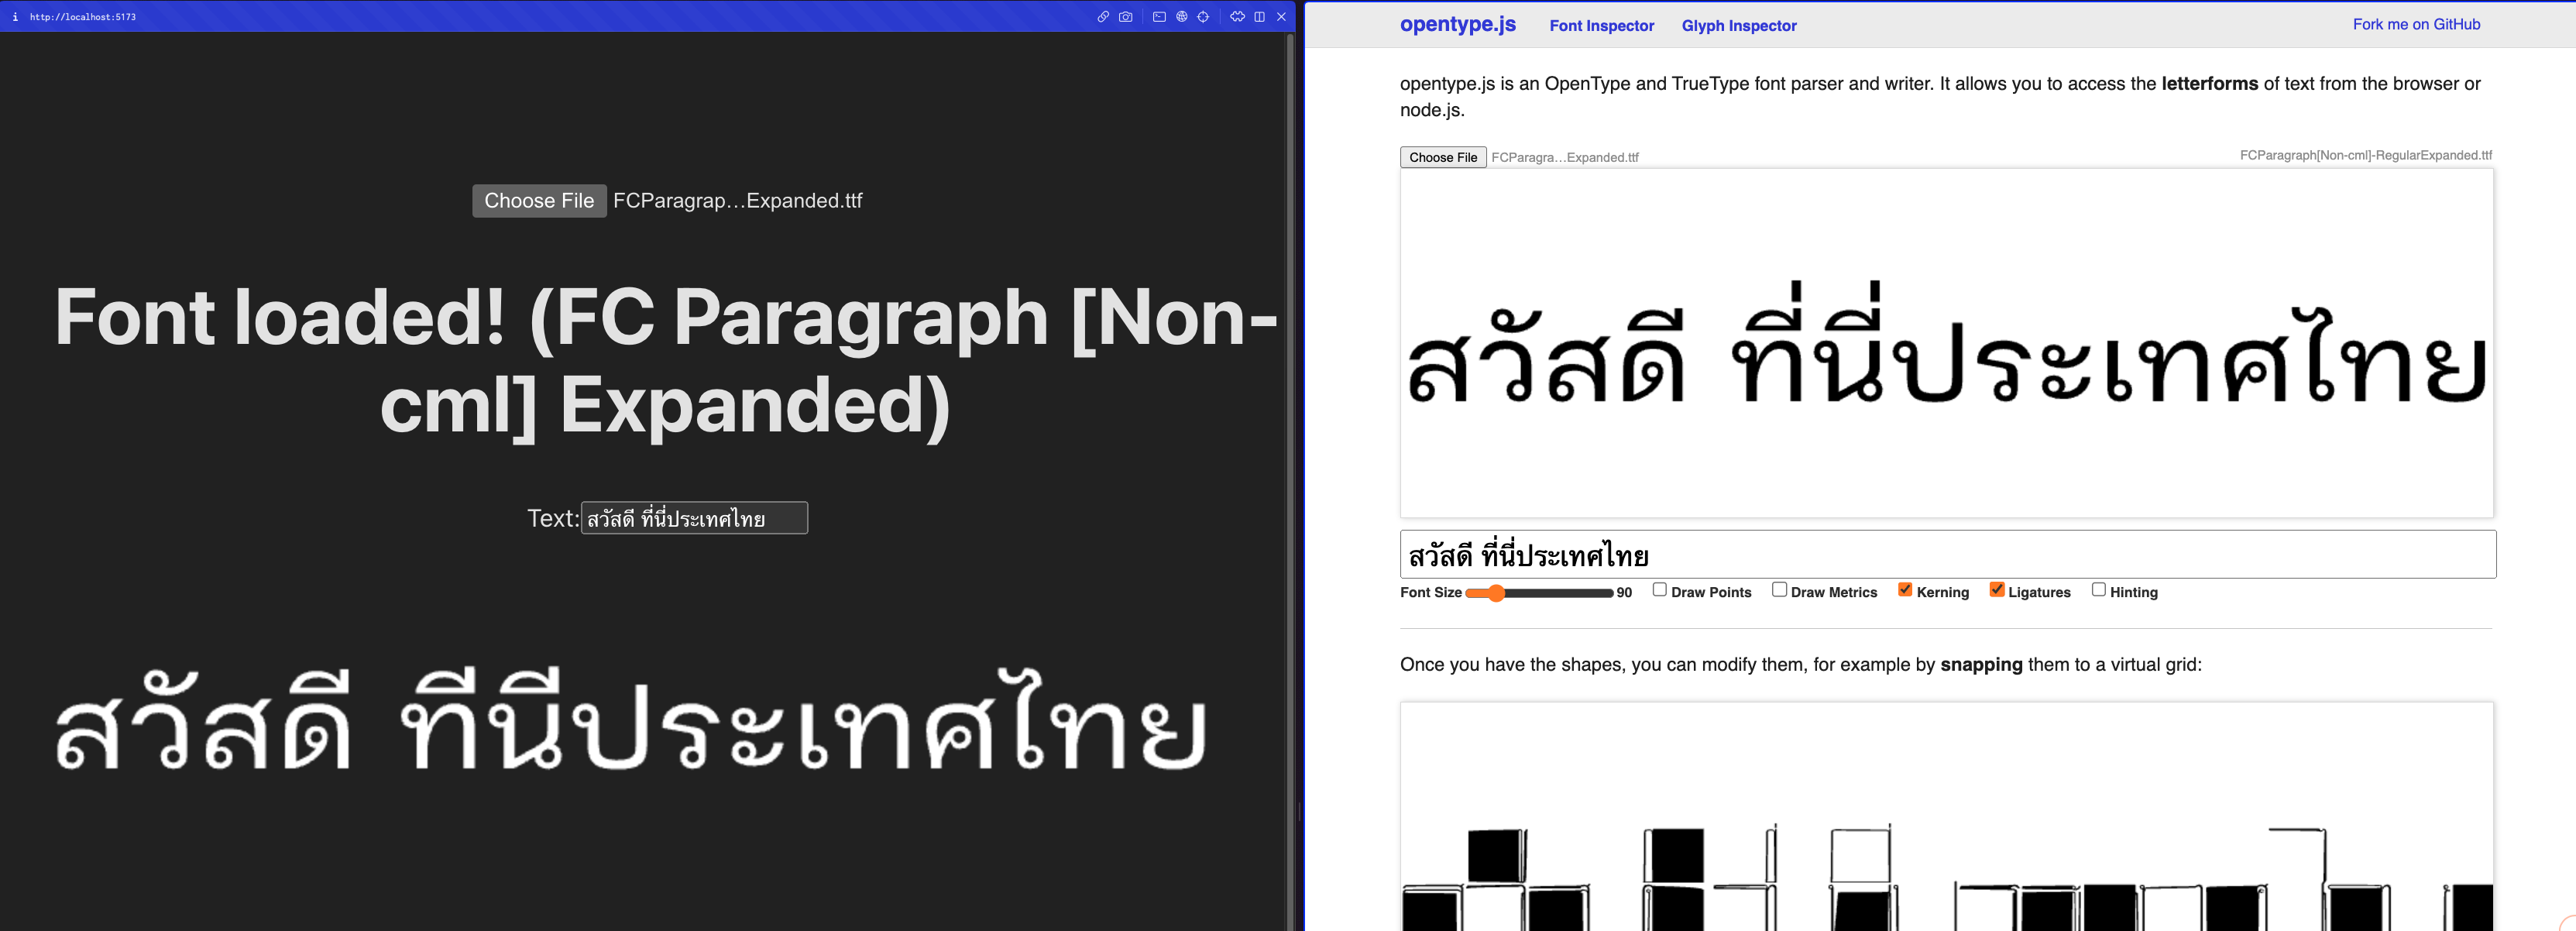 i http://localhost:5173
Choose File FCParagrap…Expanded.ttf
Font loaded! (FC Paragraph [Non-
cml] Expanded)
Text: สวัสดี ที่นี่ประเทศไทย
สวัสดี ทีนีประเทศไทย
opentype.js Font Inspector Glyph Inspector Fork me on GitHub
opentype.js is an OpenType and TrueType font parser and writer. It allows you to access the letterforms of text from the browser or
node.js.
Choose File FCParagra…Expanded.ttf FCParagraph[Non-cml]-RegularExpanded.ttf
สวัสดี ที่นี่ประเทศไทย
สวัสดี ที่นี่ประเทศไทย
Font Size 90 Draw Points Draw Metrics Kerning Ligatures Hinting
Once you have the shapes, you can modify them, for example by snapping them to a virtual grid: